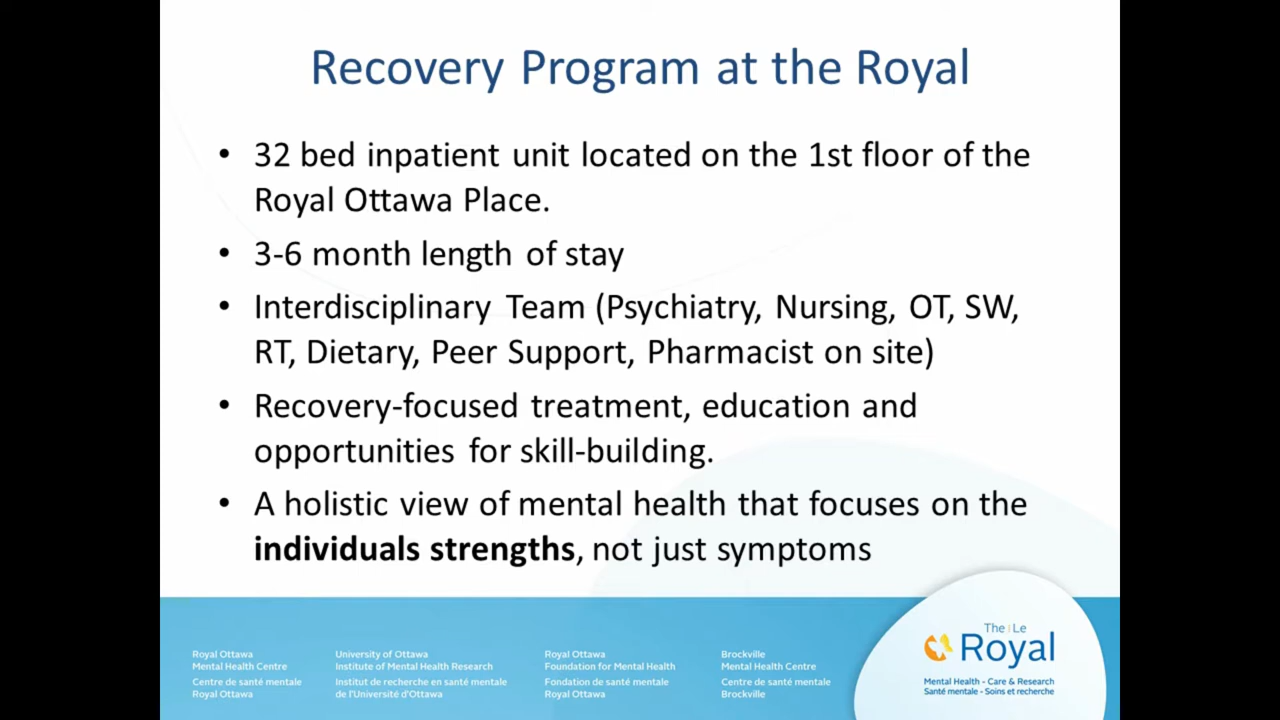 Recovery Program at the Royal
• 32 bed inpatient unit located on the 1st floor of the
Royal Ottawa Place.
• 3-6 month length of stay
• Interdisciplinary Team (Psychiatry, Nursing, OT, SW,
RT, Dietary, Peer Support, Pharmacist on site)
• Recovery-focused treatment, education and
opportunities for skill-building.
• A holistic view of mental health that focuses on the
individuals strengths, not just symptoms
Royal Ottawa
Mental Health Centre
Centre de santé mentale
Royal Ottawa
University of Ottawa
Institute of Mental Health Research
Institut de recherche en santé mentale
de l'Université d'Ottawa
Royal Ottawa
Foundation for Mental Health
Fondation de santé mentale
Royal Ottawa
Brockville
Mental Health Centre
Centre de santé mentale
Brockville
The | Le
Royal
Mental Health - Care & Research
Santé mentale - Soins et recherche